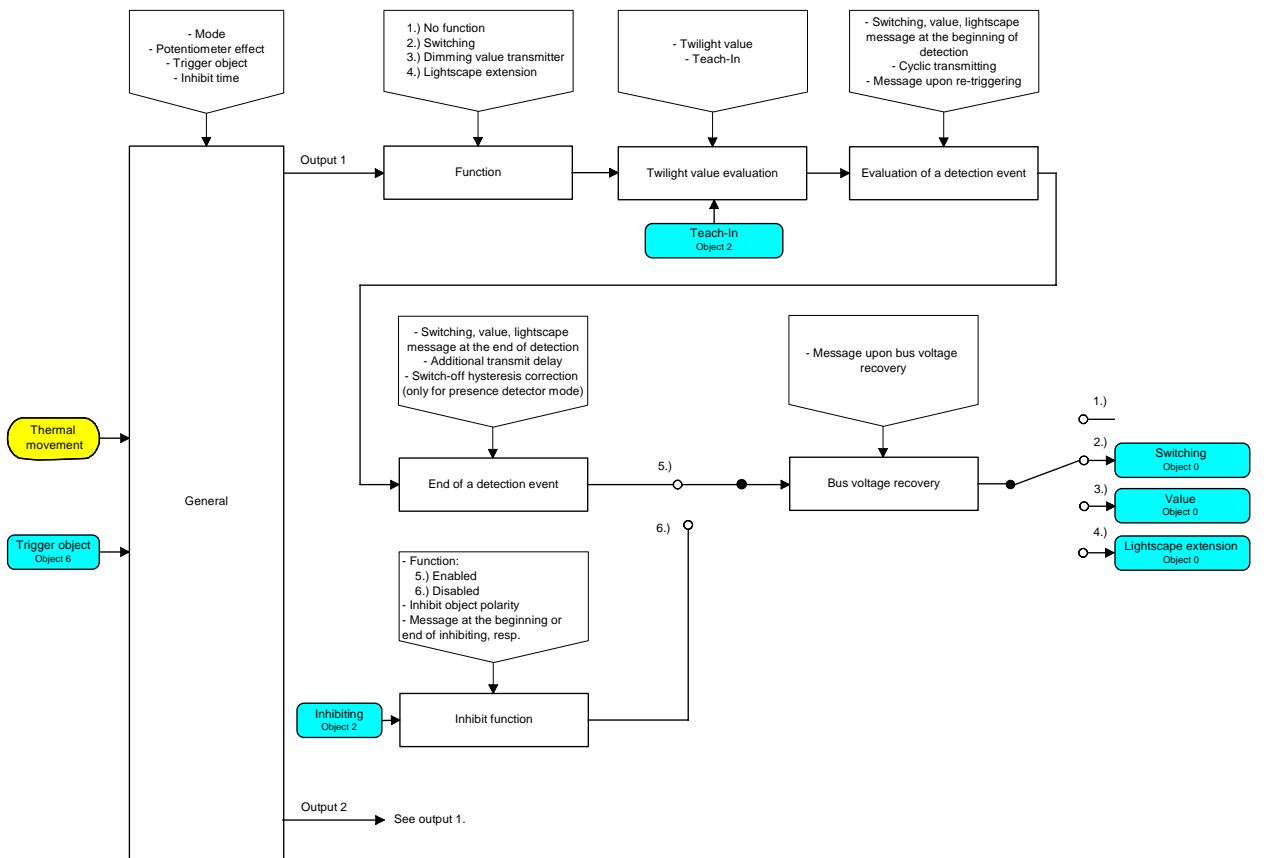 - Mode
- Potentiometer effect
- Trigger object
- Inhibit time
1.) No function
2.) Switching
3.) Dimming value transmitter
4.) Lightscape extension
- Twilight value
- Teach-In
- Switching, value, lightscape
message at the beginning of
detection
- Cyclic transmitting
- Message upon re-triggering
Output 1
Function
Twilight value evaluation
Evaluation of a detection event
Teach-In
Object 2
- Switching, value, lightscape
message at the end of detection
- Additional transmit delay
- Switch-off hysteresis correction
(only for presence detector mode)
- Message upon bus voltage
recovery
Thermal
movement
General
Trigger object
Object 6
End of a detection event
5.)
6.)
Bus voltage recovery
1.)
2.)
Switching
Object 0
3.)
Value
Object 0
4.)
Lightscape extension
Object 0
- Function:
5.) Enabled
6.) Disabled
- Inhibit object polarity
- Message at the beginning or
end of inhibiting, resp.
Inhibiting
Object 2
Inhibit function
Output 2
See output 1.